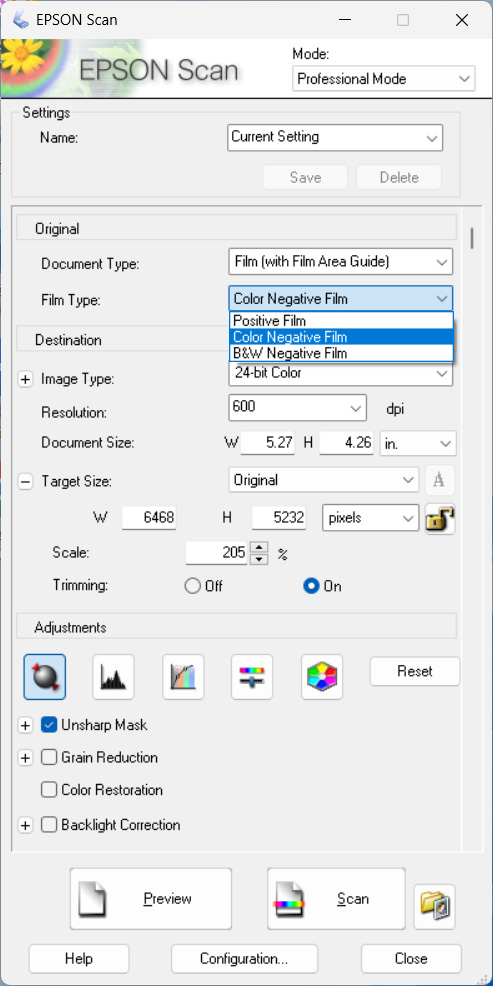 EPSON Scan
EPSON Scan
Mode:
Professional Mode
Settings
Name:
Current Setting
Save
Delete
Original
Document Type:
Film (with Film Area Guide)
Film Type:
Color Negative Film
Positive Film
Color Negative Film
B&W Negative Film
Destination
Image Type:
24-bit Color
Resolution:
600
dpi
Document Size:
W 5.27 H 4.26 in.
Target Size:
Original
A
W 6468 H 5232 pixels
Scale:
205 %
Trimming:
Off
On
Adjustments
Reset
Unsharp Mask
Grain Reduction
Color Restoration
Backlight Correction
Preview
Scan
Help
Configuration...
Close